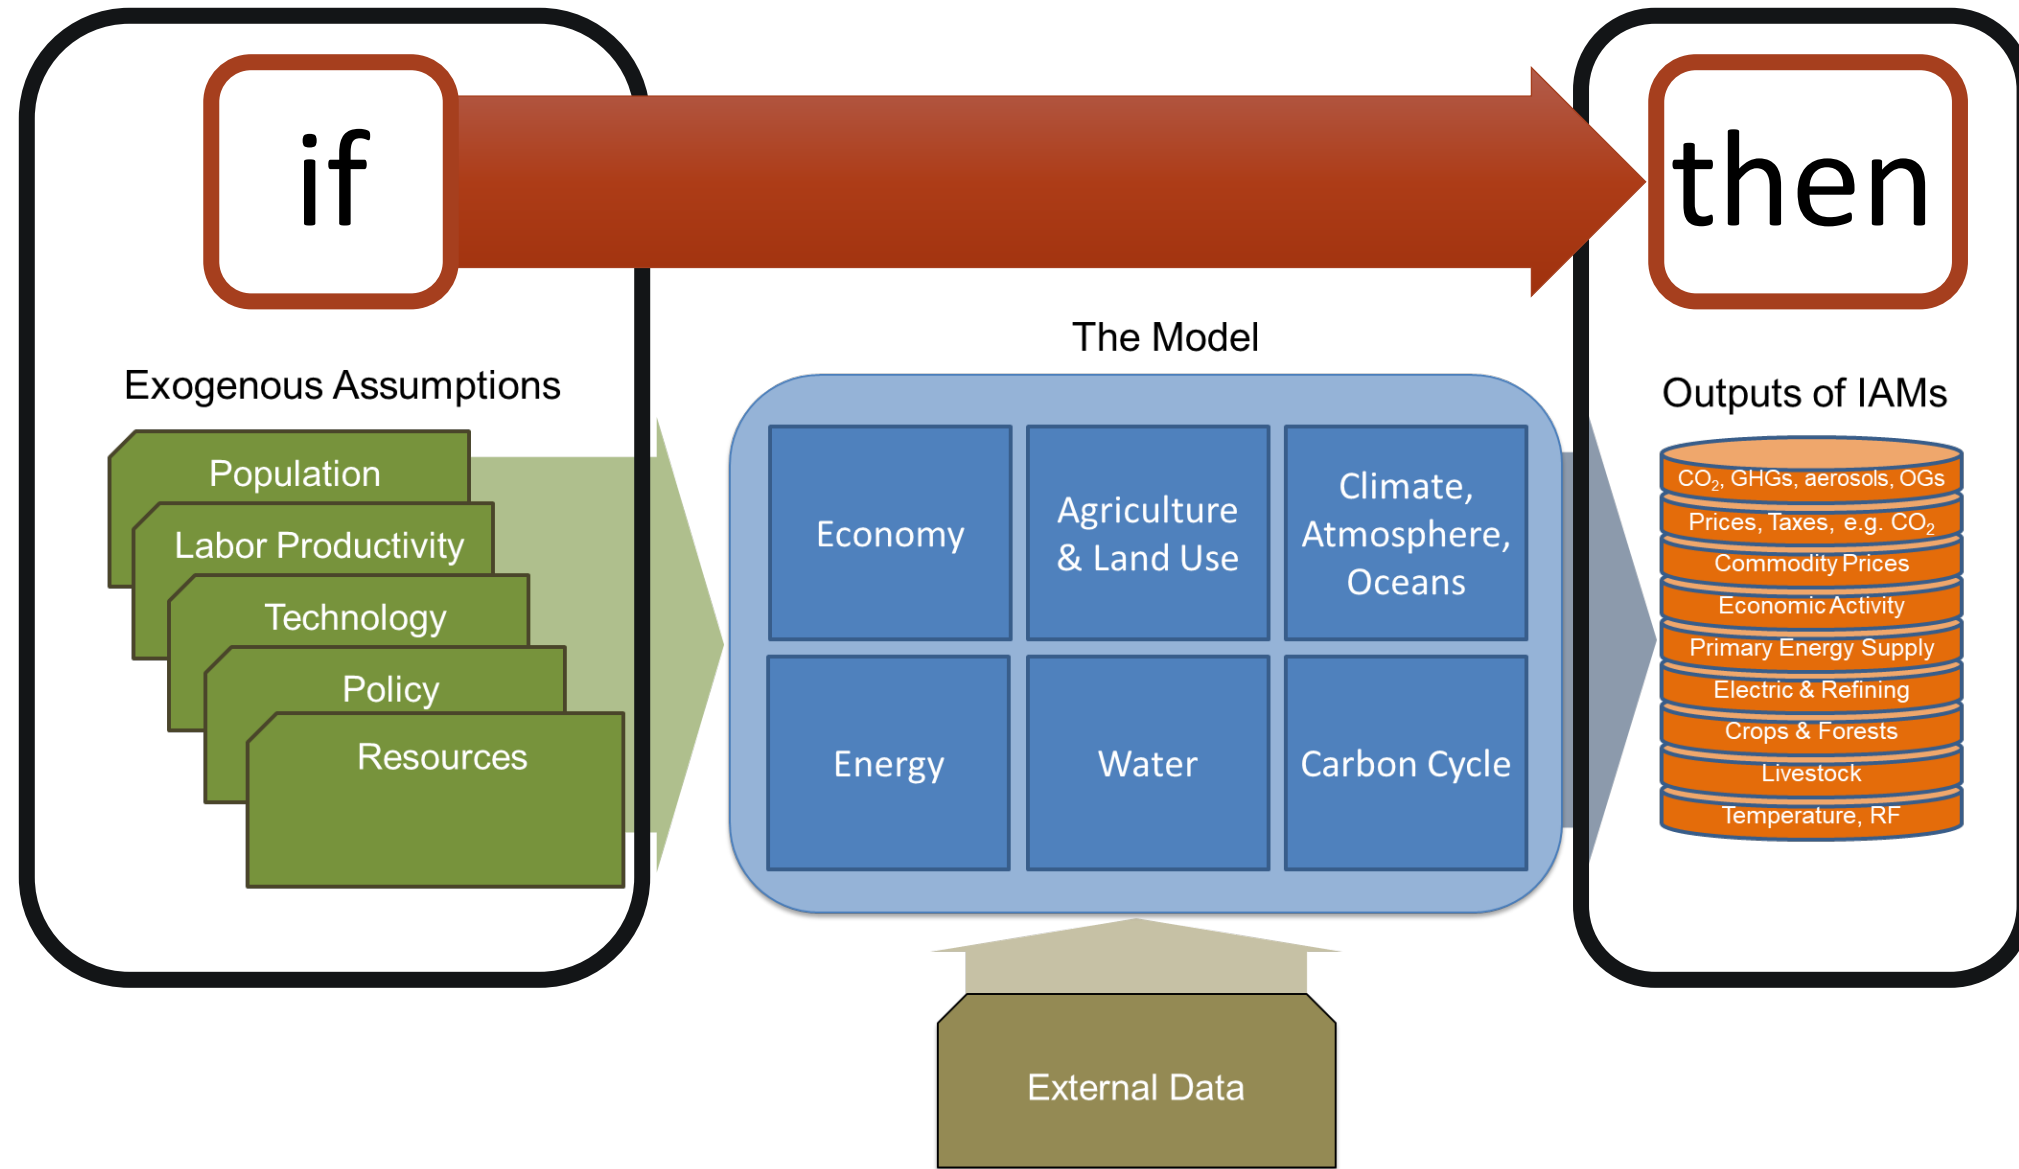 if
then
The Model
Exogenous Assumptions
Outputs of IAMs
Population
Labor Productivity
Technology
Policy
Resources
Economy
Agriculture
& Land Use
Climate,
Atmosphere,
Oceans
Energy
Water
Carbon Cycle
CO₂, GHGs, aerosols, OGs
Prices, Taxes, e.g. CO₂
Commodity Prices
Economic Activity
Primary Energy Supply
Electric & Refining
Crops & Forests
Livestock
Temperature, RF
External Data